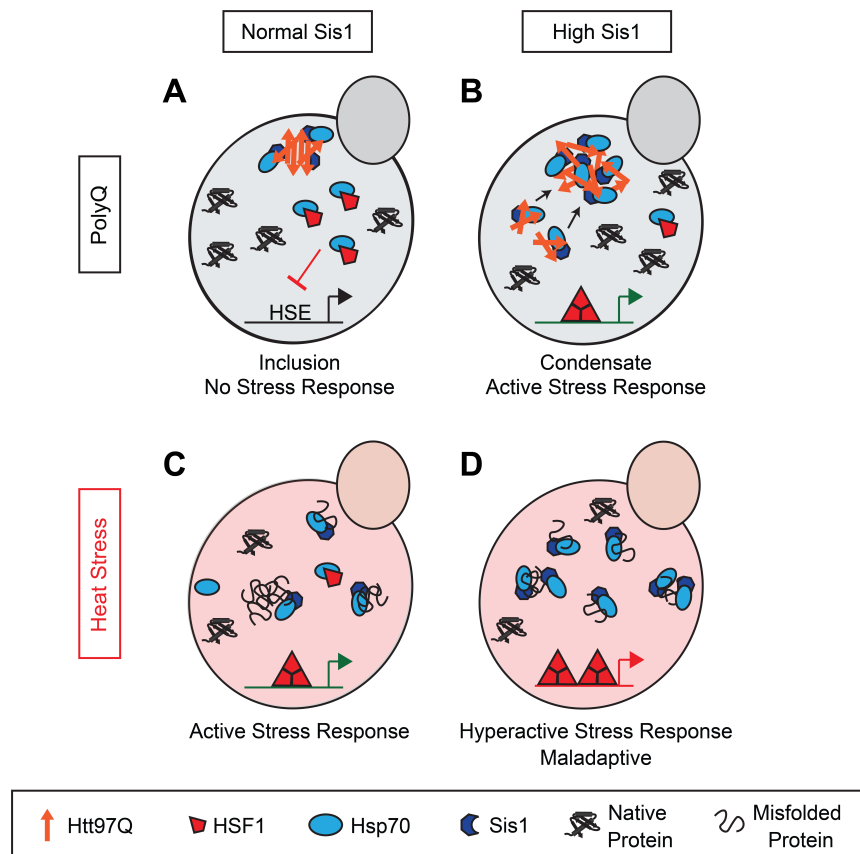 Normal Sis1
High Sis1
A
B
PolyQ
HSE
Inclusion
No Stress Response
Condensate
Active Stress Response
C
D
Heat Stress
Active Stress Response
Hyperactive Stress Response
Maladaptive
Htt97Q
HSF1
Hsp70
Sis1
Native
Protein
Misfolded
Protein